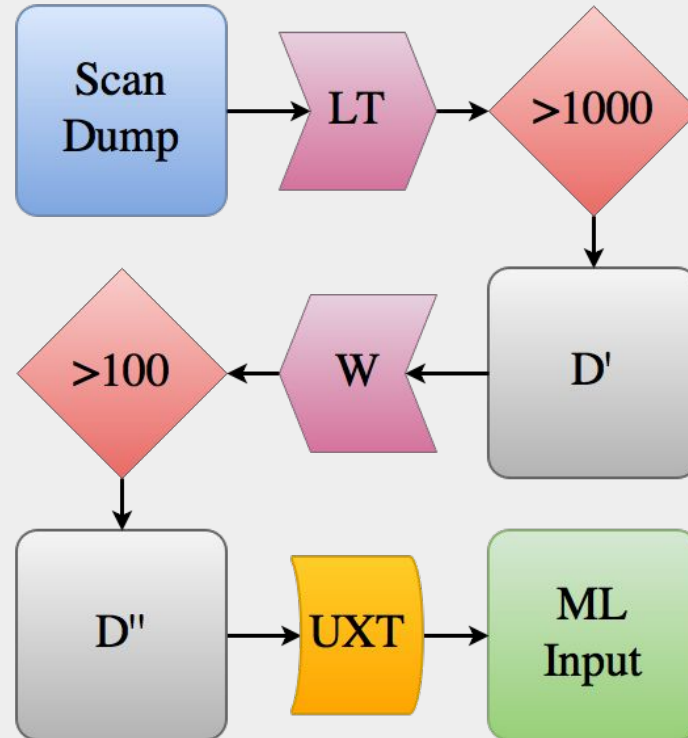 Scan
Dump
LT
>1000
>100
W
D'
D"
UXT
ML
Input